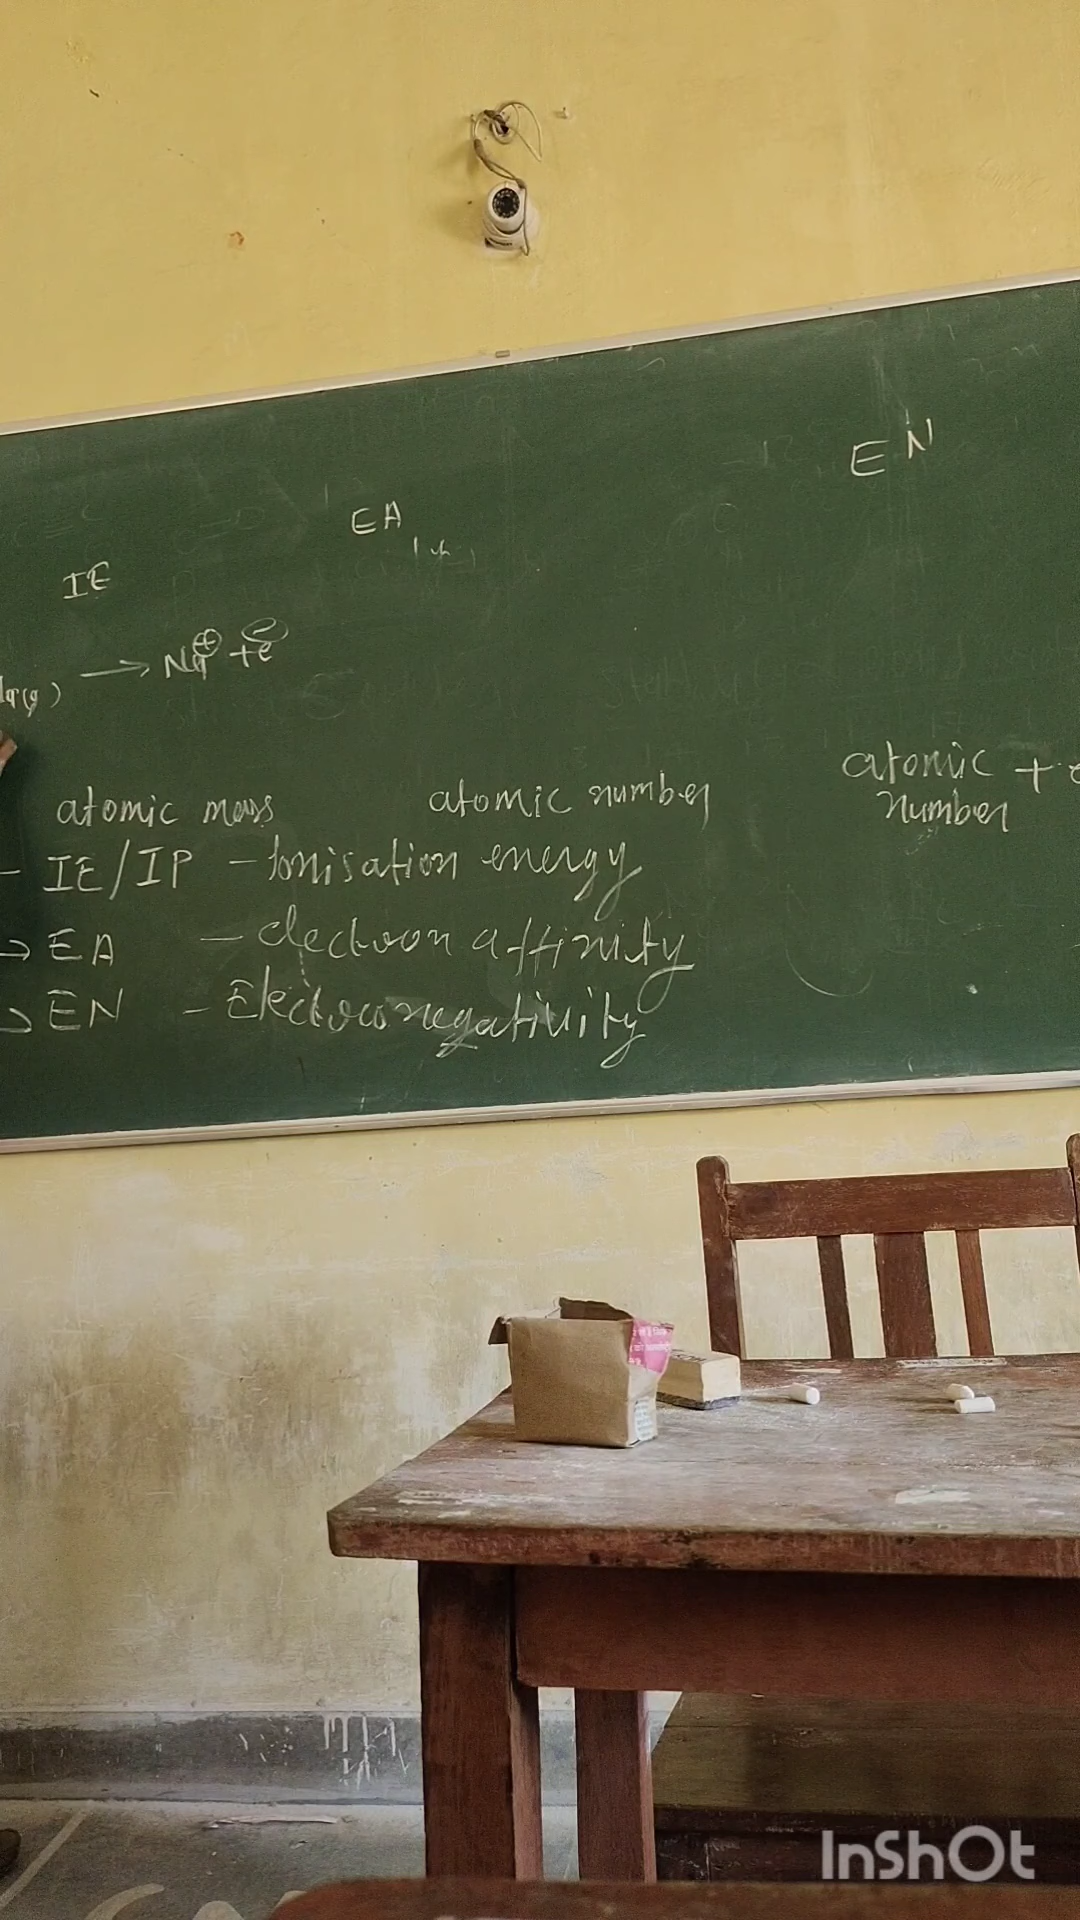 EN
EA
IE
→ Na⊕ + e⊖
atomic mass
atomic number
atomic +
number
- IE/IP - Ionisation energy
→ EA - electron affinity
→ EN - Electronegativity
InShOt